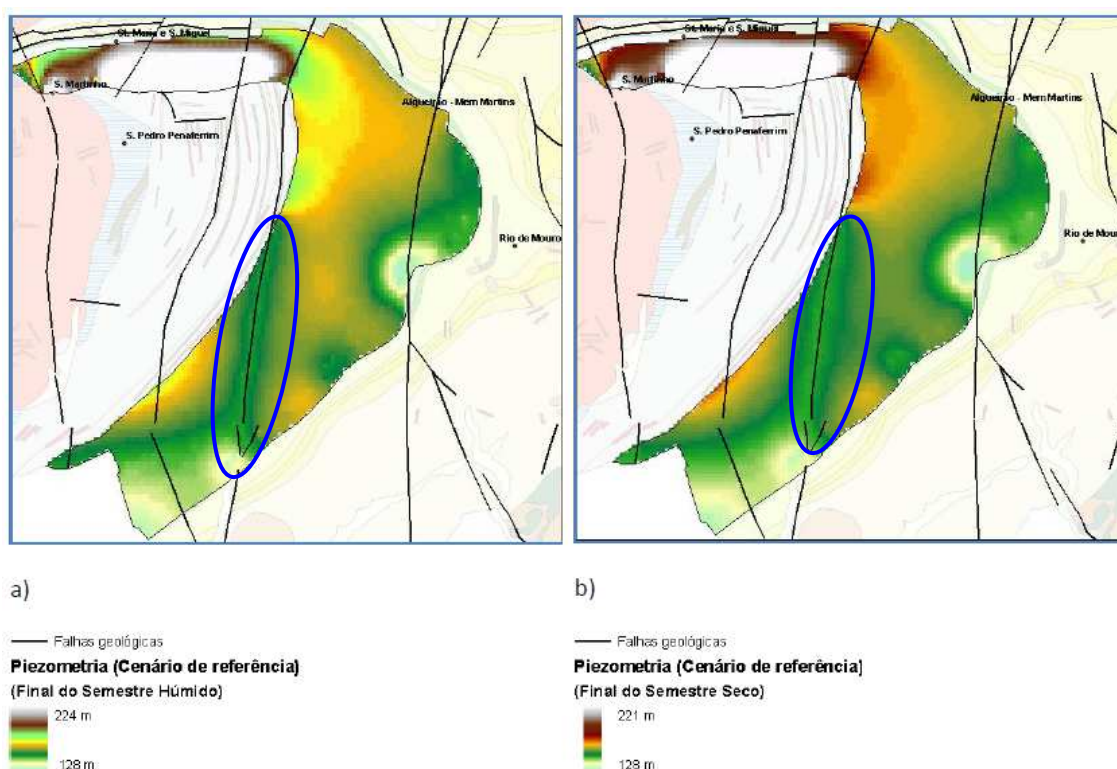 St. Maria e S. Miguel
S. Martinho
S. Pedro Penaferrim
Algueirão - Mem Martins
Rio de Mouro
St. Maria e S. Miguel
S. Martinho
S. Pedro Penaferrim
Algueirão - Mem Martins
Rio de Mouro
a)
b)
Falhas geológicas
Piezometria (Cenário de referência)
(Final do Semestre Húmido)
224 m
128 m
Falhas geológicas
Piezometria (Cenário de referência)
(Final do Semestre Seco)
221 m
128 m